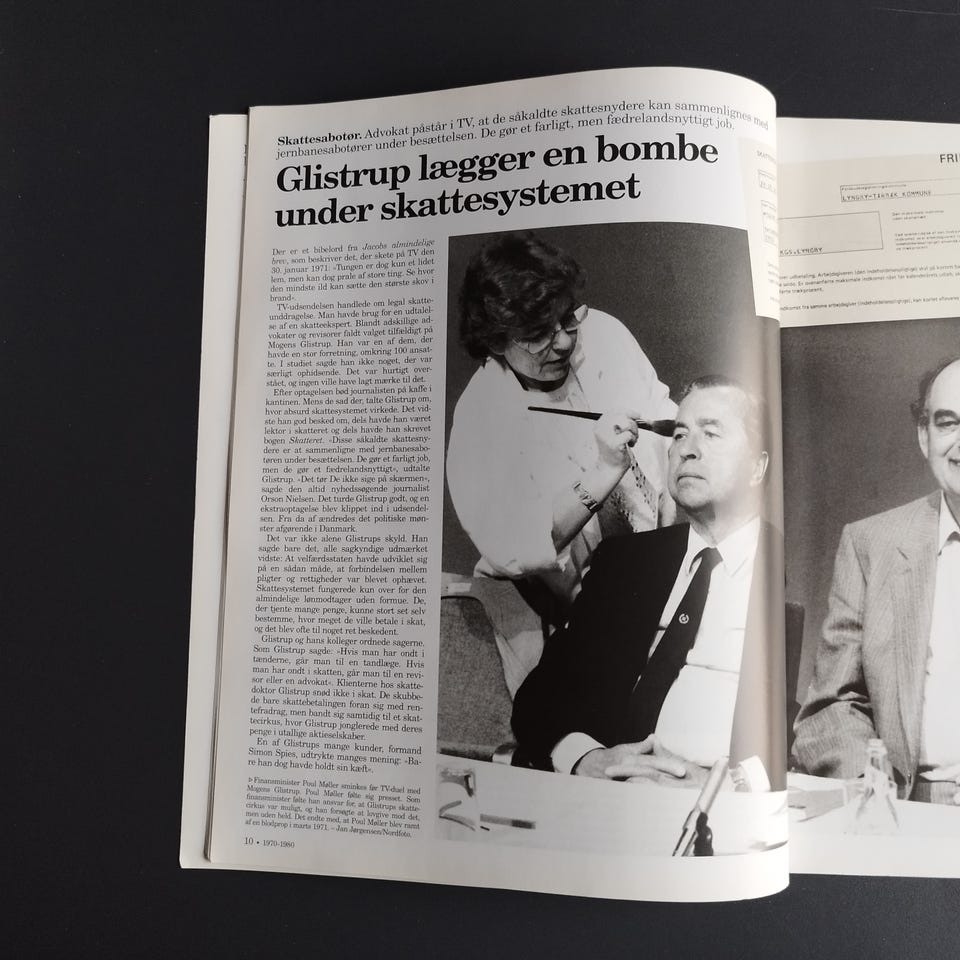 Skattesabotør. Advokat påstår i TV, at de såkaldte skattesnydere kan sammenlignes med
jernbanesabotører under besættelsen. De gør et farligt, men fædrelandsnyttigt job.
Glistrup lægger en bombe
under skattesystemet
Der er et bibelord fra Jacobs almindelige
brev, som beskriver det, der skete på TV den
30. januar 1971: »Tungen er dog kun et lidet
lem, men kan dog prale af store ting. Se hvor
den mindste ild kan sætte den største skov i
brand«.
TV-udsendelsen handlede om legal skatte-
unddragelse. Man havde brug for en udtalel-
se af en skatteekspert. Blandt adskillige ad-
vokater og revisorer faldt valget tilfældigt på
Mogens Glistrup. Han var en af dem, der
havde en stor forretning, omkring 100 ansat-
te. I studiet sagde han ikke noget, der var
særligt ophidsende. Det var hurtigt over-
stået, og ingen ville have lagt mærke til det.
Efter optagelsen bød journalisten på kaffe i
kantinen. Mens de sad der, talte Glistrup om,
hvor absurd skattesystemet virkede. Det vid-
ste han god besked om, dels havde han været
lektor i skatteret og dels havde han skrevet
bogen Skatteret. »Disse såkaldte skattesny-
dere er at sammenligne med jernbanesabo-
tøren under besættelsen. De gør et farligt job,
men de gør et fædrelandsnyttigt«, udtalte
Glistrup. »Det tør De ikke sige på skærmen«,
sagde den altid nyhedssøgende journalist
Orson Nielsen. Det turde Glistrup godt, og en
ekstraoptagelse blev klippet ind i udsendel-
sen. Fra da af ændredes det politiske møn-
ster afgørende i Danmark.
Det var ikke alene Glistrups skyld. Han
sagde bare det, alle sagkyndige udmærket
vidste: At velfærdsstaten havde udviklet sig
på en sådan måde, at forbindelsen mellem
pligter og rettigheder var blevet ophævet.
Skattesystemet fungerede kun over for den
almindelige lønmodtager uden formue. De,
der tjente mange penge, kunne stort set selv
bestemme, hvor meget de ville betale i skat,
og det blev ofte til noget ret beskedent.
Glistrup og hans kolleger ordnede sagerne.
Som Glistrup sagde: »Hvis man har ondt i
tænderne, går man til en tandlæge. Hvis
man har ondt i skatten, går man til en revi-
sor eller en advokat«. Klienterne hos skatte-
doktor Glistrup snød ikke i skat. De skubbe-
de bare skattebetalingen foran sig med ren-
tefradrag, men bandt sig samtidig til et skat-
tecirkus, hvor Glistrup jonglerede med deres
penge i utallige aktieselskaber.
En af Glistrups mange kunder, formand
Simon Spies, udtrykte manges mening: »Ba-
re han dog havde holdt sin kæft«.
▷ Finansminister Poul Møller sminkes før TV-duel med
Mogens Glistrup. Poul Møller følte sig presset. Som
finansminister følte han ansvar for, at Glistrups skatte-
cirkus var muligt, og han forsøgte at lovgive mod det,
men uden held. Det endte med, at Poul Møller blev ramt
af en blodprop i marts 1971. – Jan Jørgensen/Nordfoto.
10 • 1970-1980
FRI
LYNGBY-TÅRBÆK KOMMUNE
KGS.LYNGBY